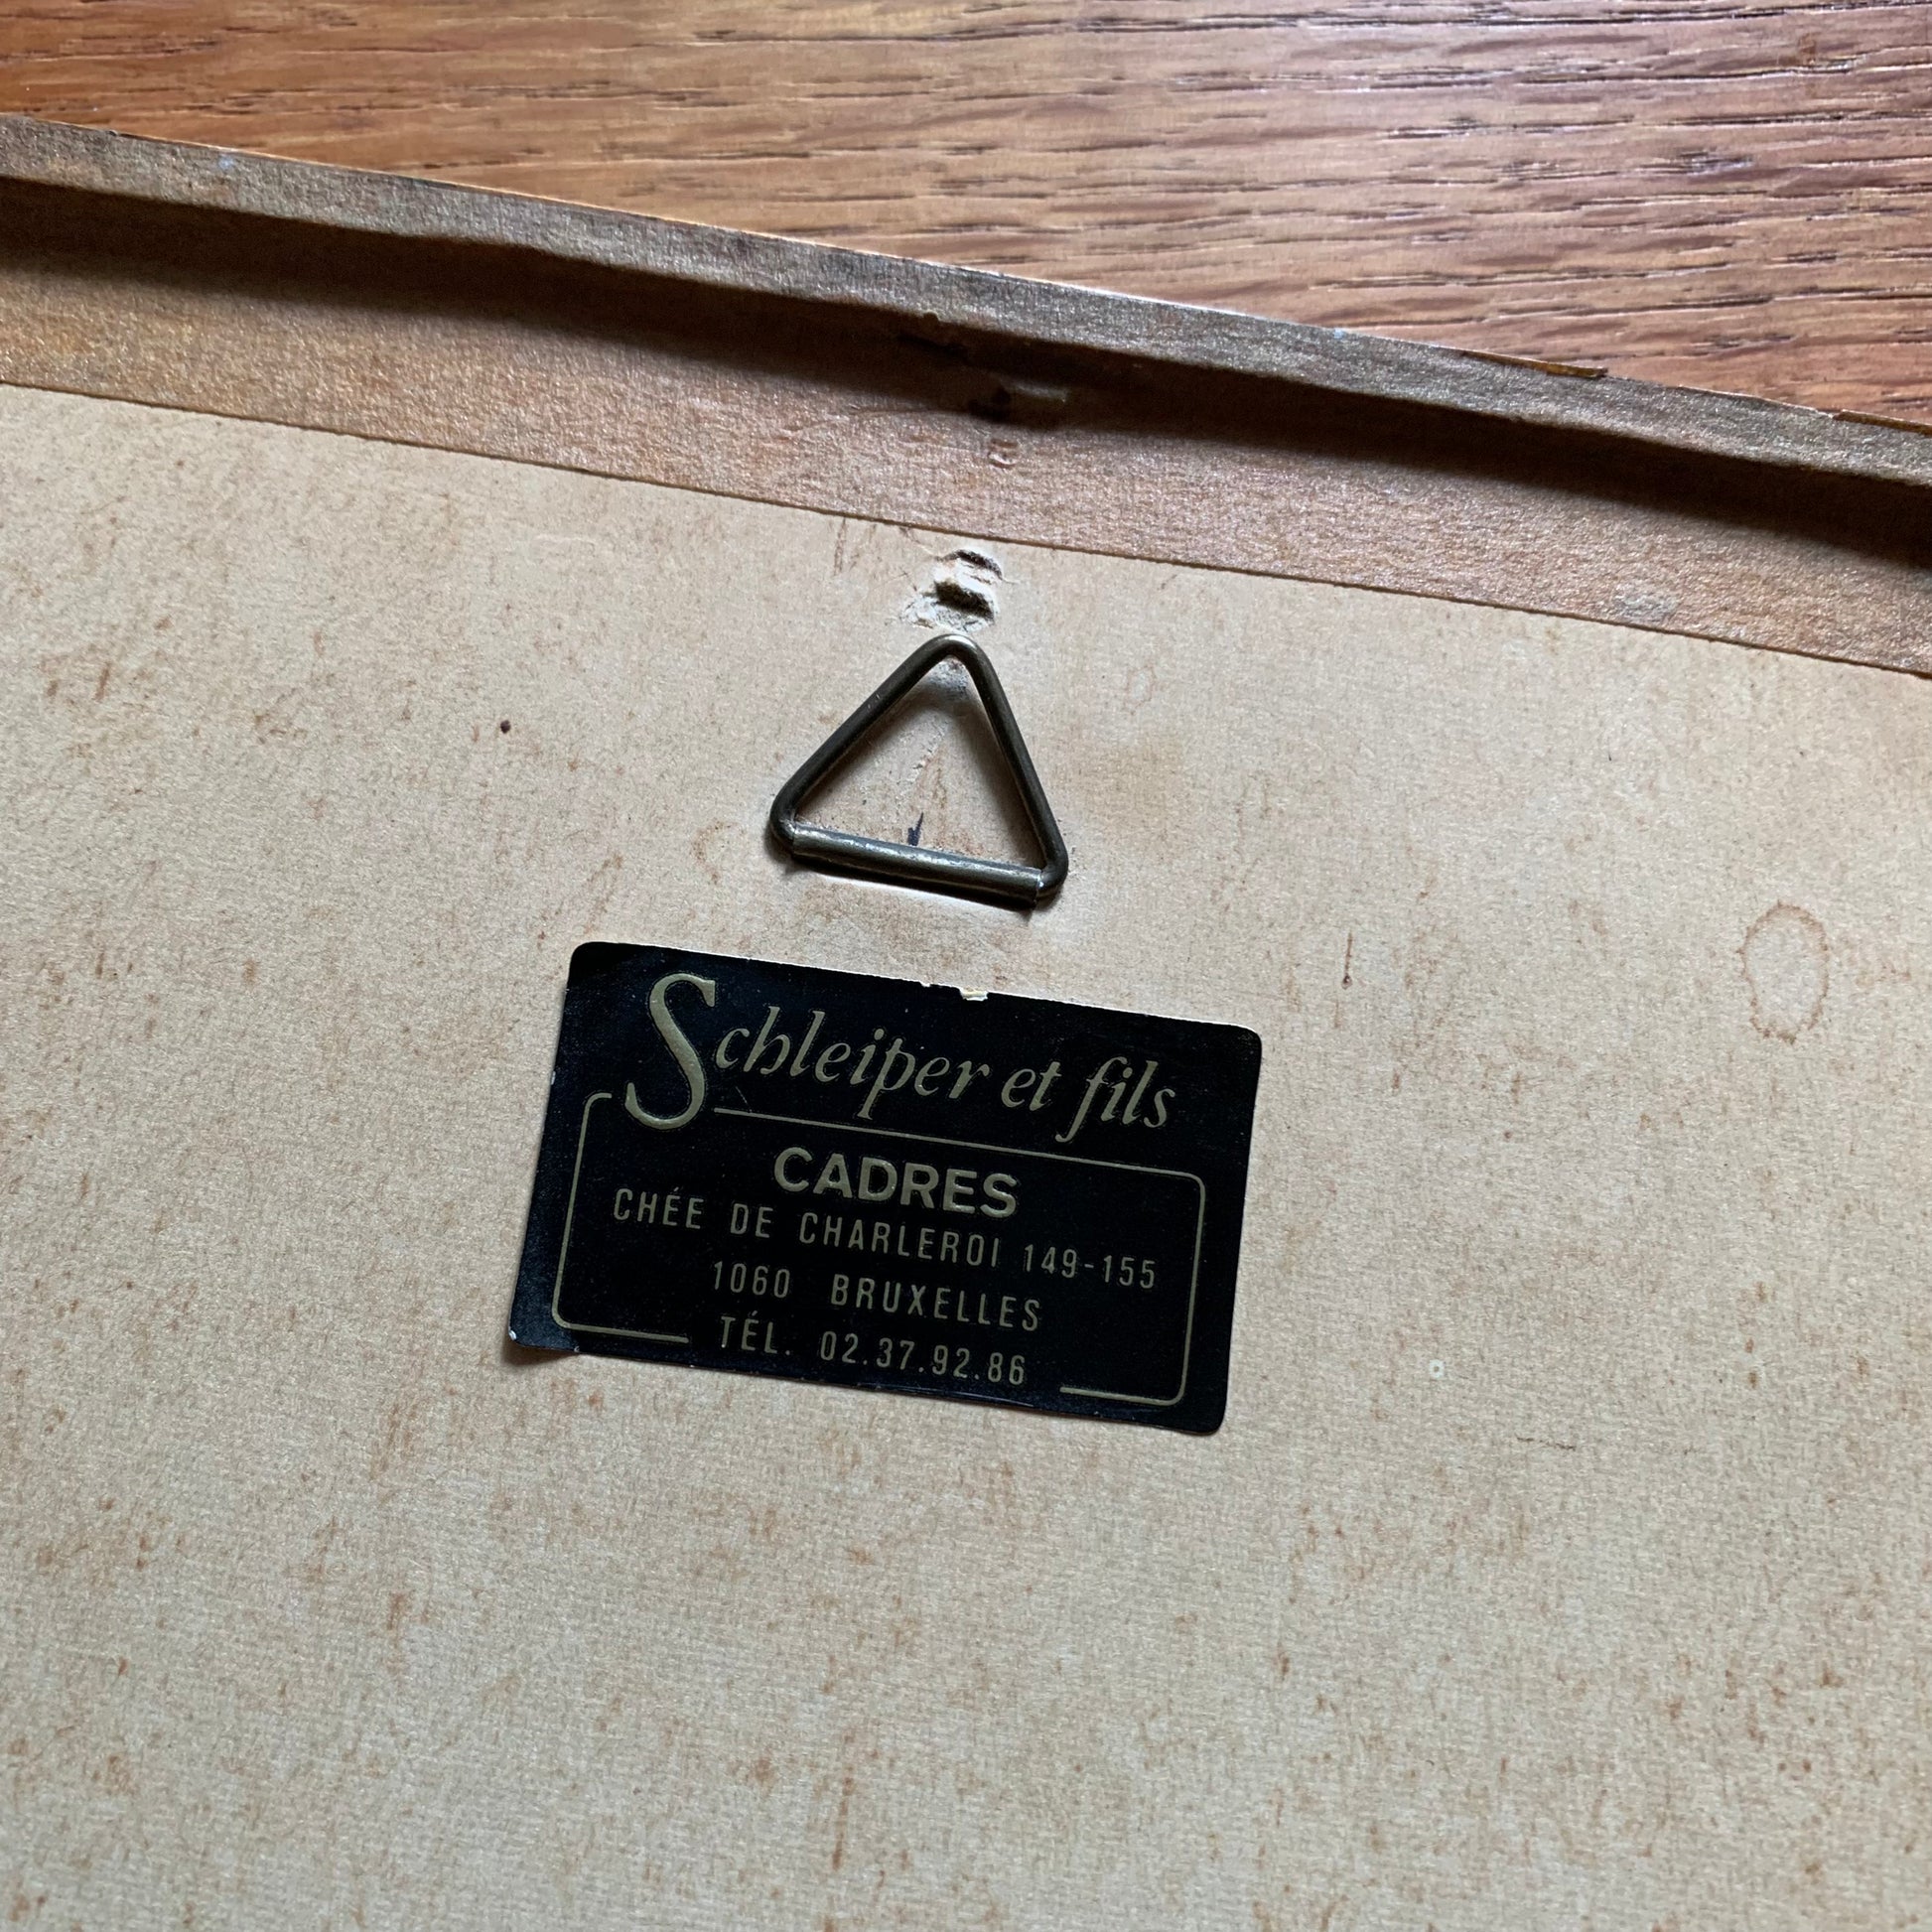 Schleiper et fils
CADRES
CHÉE DE CHARLEROI 149-155
1060 BRUXELLES
TÉL. 02.37.92.86